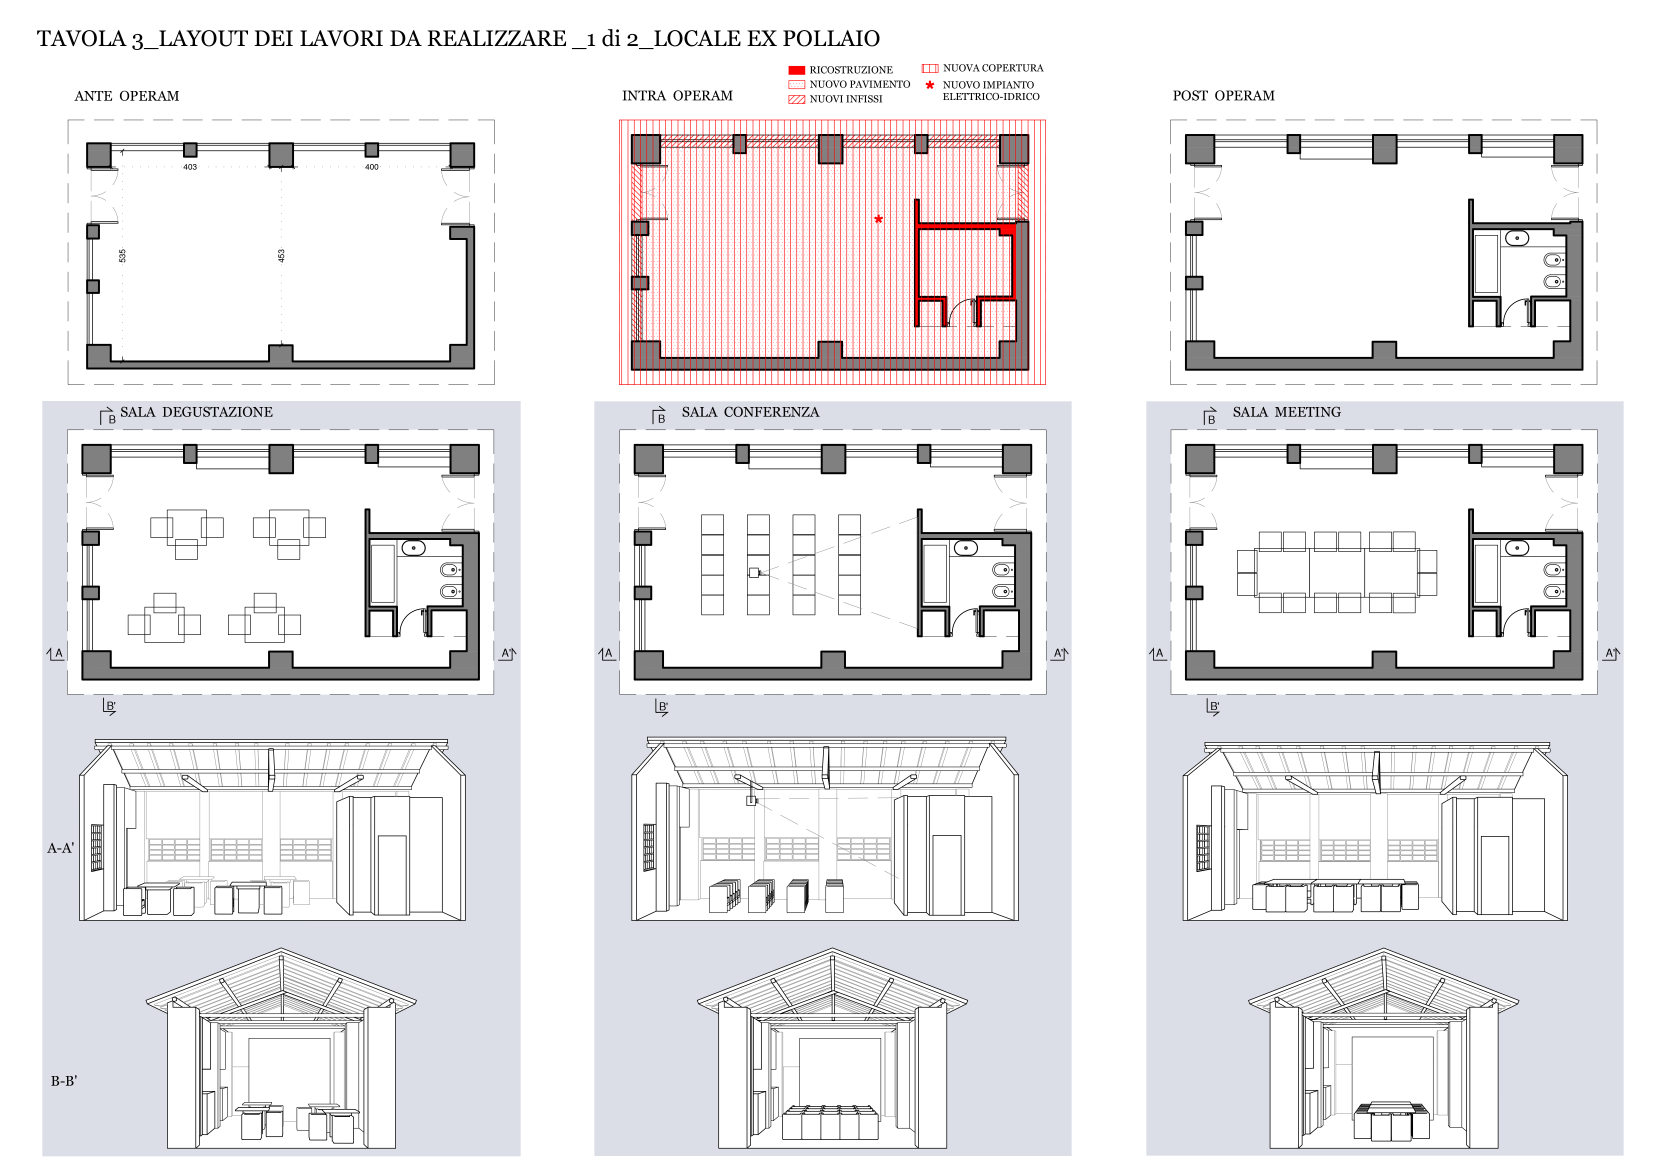 TAVOLA 3_LAYOUT DEI LAVORI DA REALIZZARE _1 di 2_LOCALE EX POLLAIO
RICOSTRUZIONE
NUOVO PAVIMENTO
NUOVI INFISSI
NUOVA COPERTURA
* NUOVO IMPIANTO
ELETTRICO-IDRICO
ANTE OPERAM
INTRA OPERAM
POST OPERAM
403
400
535
453
*
B
SALA DEGUSTAZIONE
B
SALA CONFERENZA
B
SALA MEETING
A
A'
A
A'
A
A'
B'
B'
B'
A-A'
B-B'